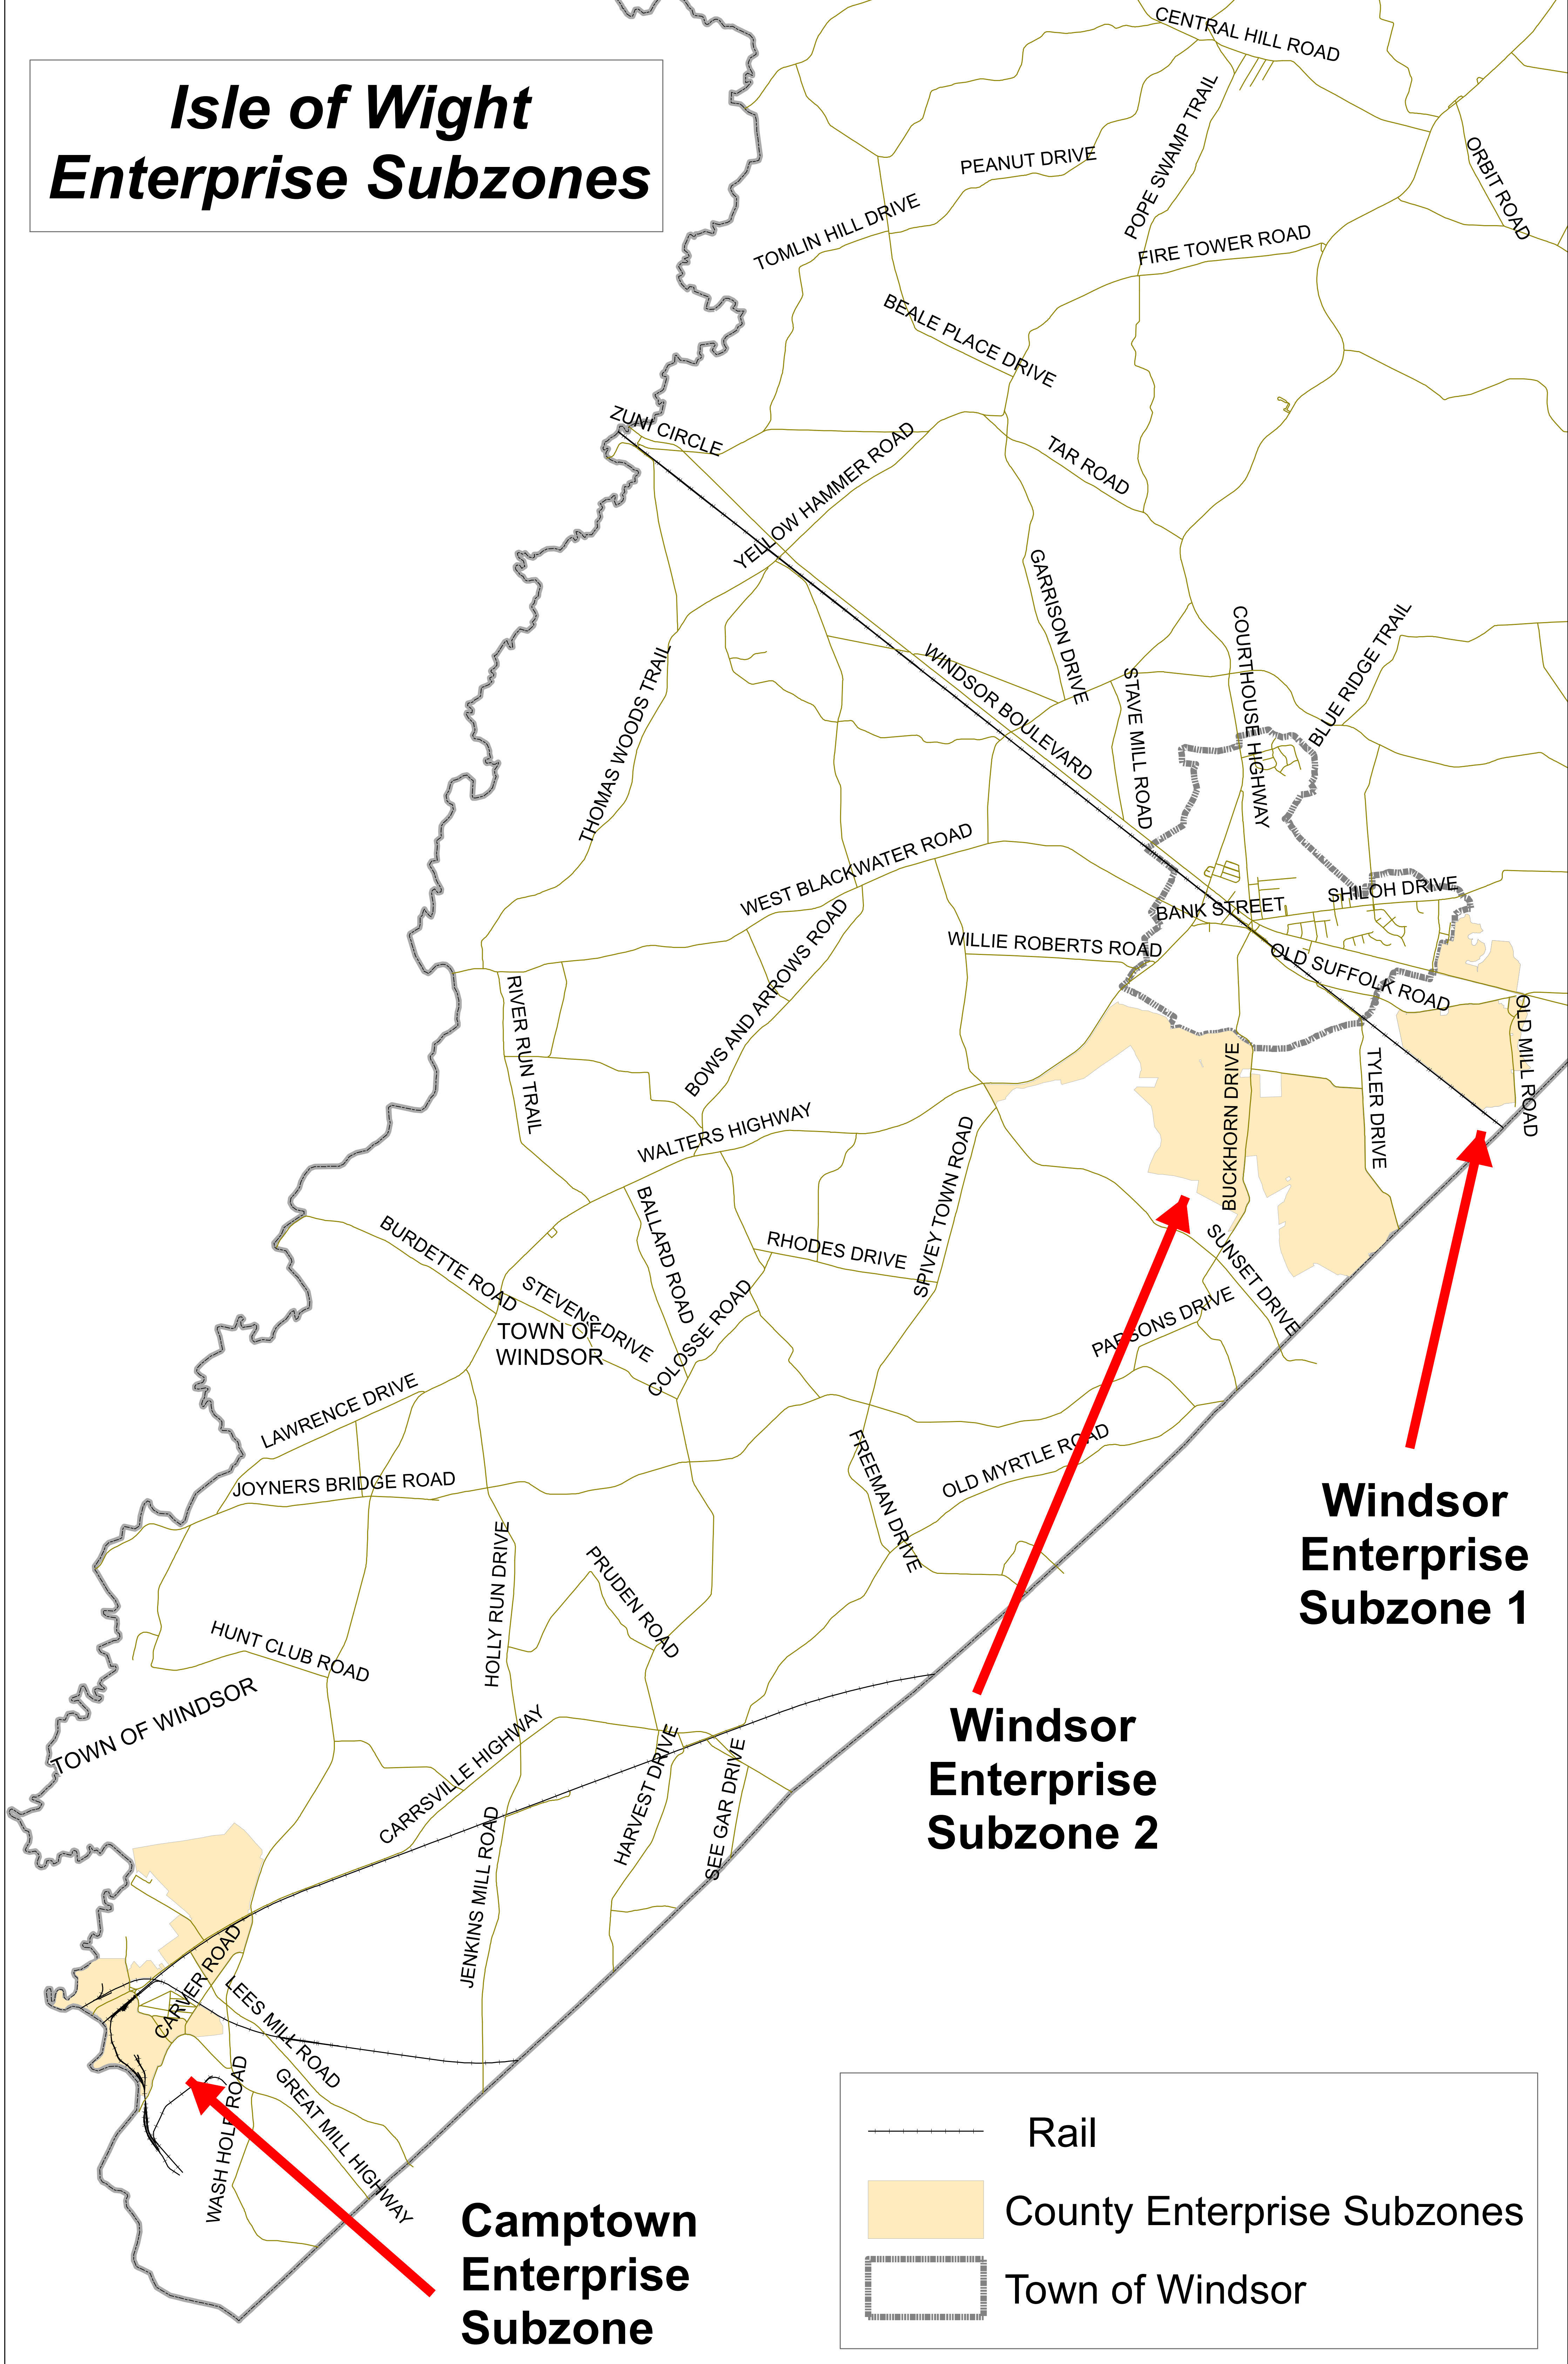 CENTRAL HILL ROAD
Isle of Wight
Enterprise Subzones
POPE SWAMP TRAIL
PEANUT DRIVE
ORBIT ROAD
TOMLIN HILL DRIVE
FIRE TOWER ROAD
BEALE PLACE DRIVE
ZUNI CIRCLE
YELLOW HAMMER ROAD
TAR ROAD
GARRISON DRIVE
COURTHOUSE HIGHWAY
BLUE RIDGE TRAIL
THOMAS WOODS TRAIL
WINDSOR BOULEVARD
STAVE MILL ROAD
WEST BLACKWATER ROAD
BANK STREET
SHILOH DRIVE
WILLIE ROBERTS ROAD
OLD SUFFOLK ROAD
BOWS AND ARROWS ROAD
RIVER RUN TRAIL
OLD MILL ROAD
TYLER DRIVE
BUCKHORN DRIVE
WALTERS HIGHWAY
SPIVEY TOWN ROAD
BALLARD ROAD
BURDETTE ROAD
RHODES DRIVE
SUNSET DRIVE
STEVENS DRIVE
COLOSSE ROAD
PARSONS DRIVE
TOWN OF
WINDSOR
LAWRENCE DRIVE
JOYNERS BRIDGE ROAD
FREEMAN DRIVE
OLD MYRTLE ROAD
Windsor
Enterprise
Subzone 1
HOLLY RUN DRIVE
PRUDEN ROAD
HUNT CLUB ROAD
TOWN OF WINDSOR
CARRSVILLE HIGHWAY
HARVEST DRIVE
SEE GAR DRIVE
Windsor
Enterprise
Subzone 2
JENKINS MILL ROAD
CARVER ROAD
LEES MILL ROAD
GREAT MILL HIGHWAY
WASH HOLE ROAD
Camptown
Enterprise
Subzone
Rail
County Enterprise Subzones
Town of Windsor